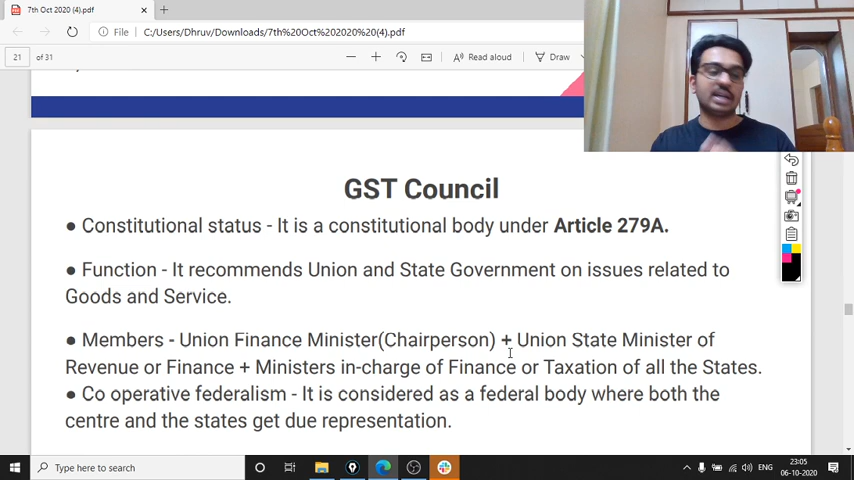 7th Oct 2020 (4).pdf
File
C:/Users/Dhruv/Downloads/7th%20Oct%202020%20(4).pdf
21
of 31
Read aloud
Draw
GST Council
● Constitutional status - It is a constitutional body under Article 279A.
● Function - It recommends Union and State Government on issues related to
Goods and Service.
● Members - Union Finance Minister(Chairperson) + Union State Minister of
Revenue or Finance + Ministers in-charge of Finance or Taxation of all the States.
● Co operative federalism - It is considered as a federal body where both the
centre and the states get due representation.
Type here to search
ENG
23:05
06-10-2020